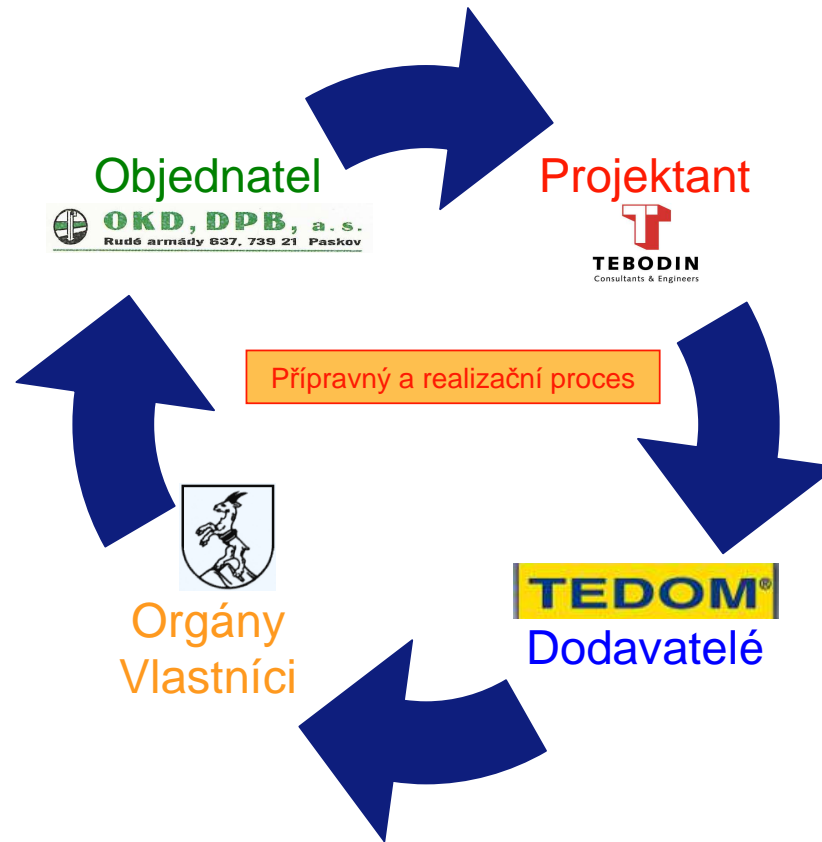 Objednatel
OKD, DPB, a.s.
Rudé armády 637, 739 21 Paskov
Projektant
TEBODIN
Consultants & Engineers
Přípravný a realizační proces
TEDOM®
Dodavatelé
Orgány
Vlastníci